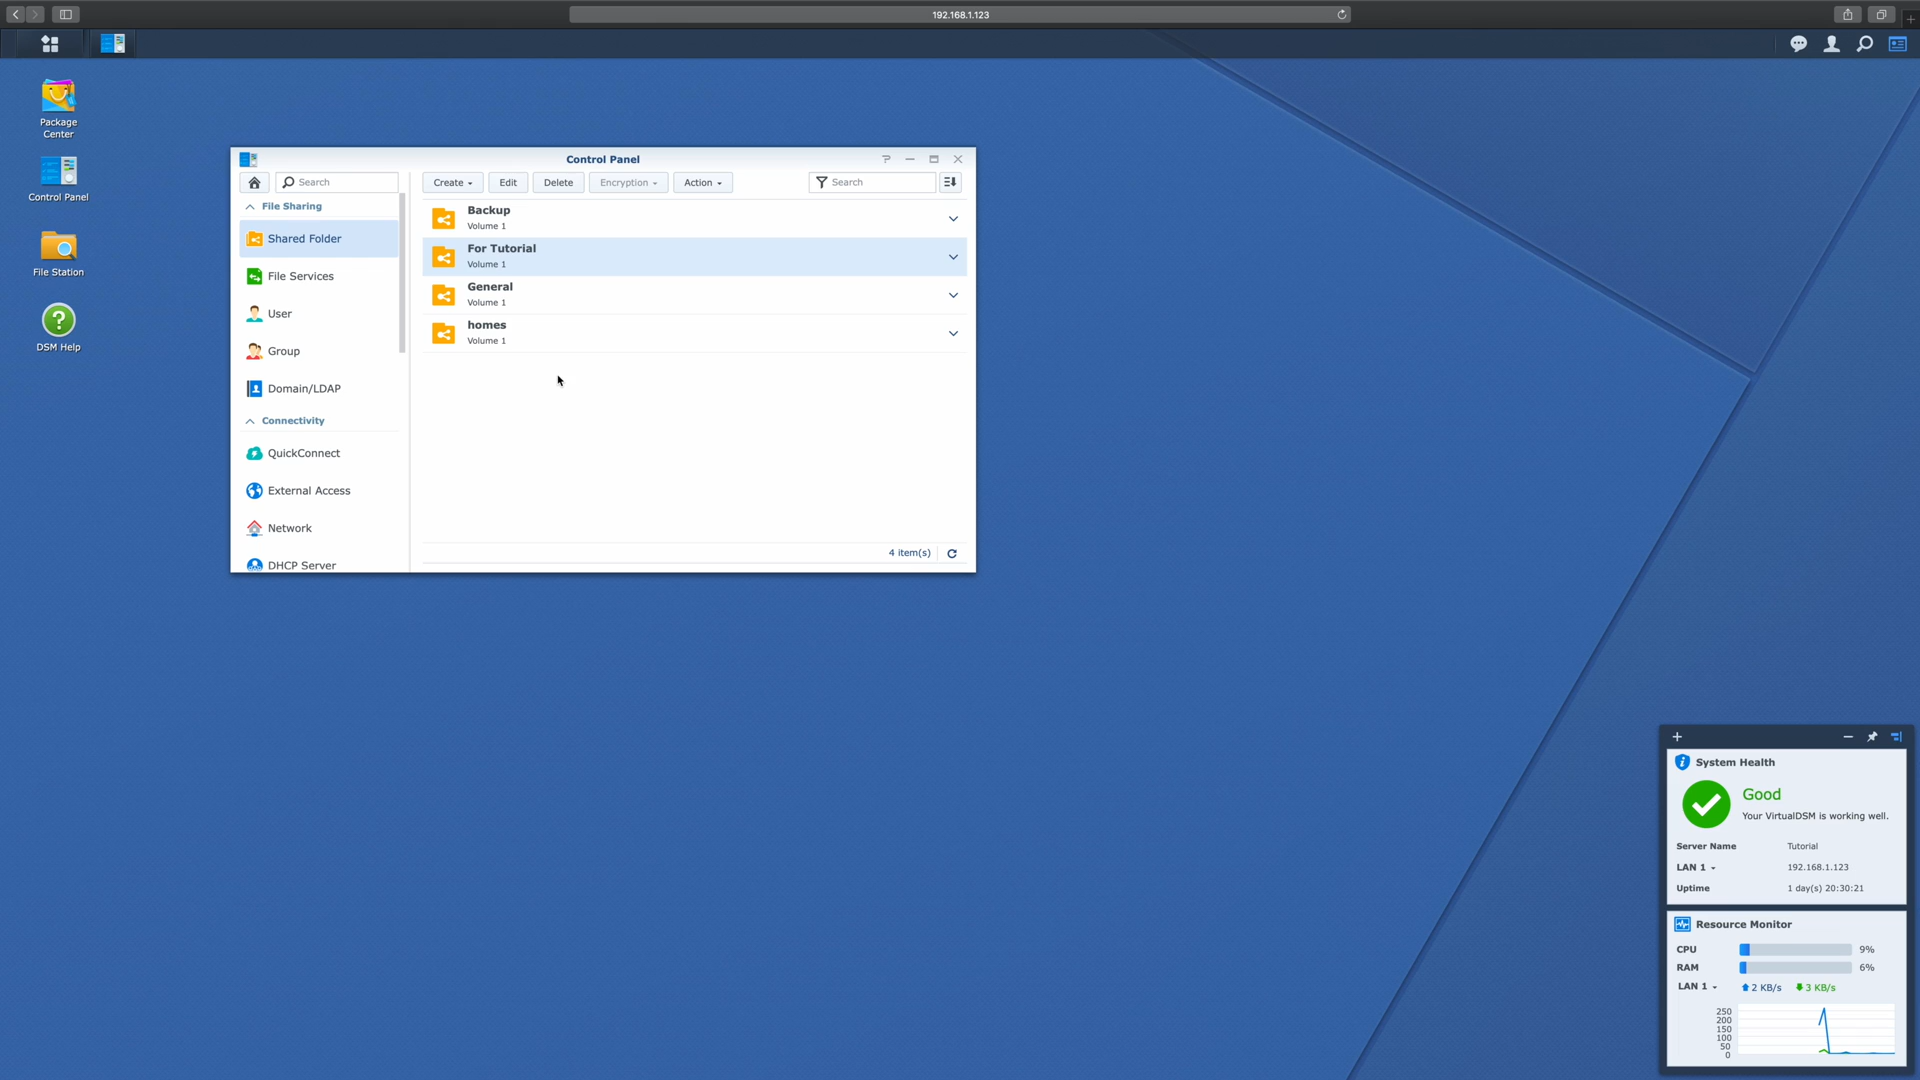 192.168.1.123
Package
Center
Control Panel
File Station
DSM Help
Control Panel
Search
Create
Edit
Delete
Encryption
Action
Search
File Sharing
Shared Folder
File Services
User
Group
Domain/LDAP
Connectivity
QuickConnect
External Access
Network
DHCP Server
Backup
Volume 1
For Tutorial
Volume 1
General
Volume 1
homes
Volume 1
4 item(s)
System Health
Good
Your VirtualDSM is working well.
Server Name Tutorial
LAN 1 192.168.1.123
Uptime 1 day(s) 20:30:21
Resource Monitor
CPU 9%
RAM 6%
LAN 1 2 KB/s 3 KB/s
250
200
150
100
50
0